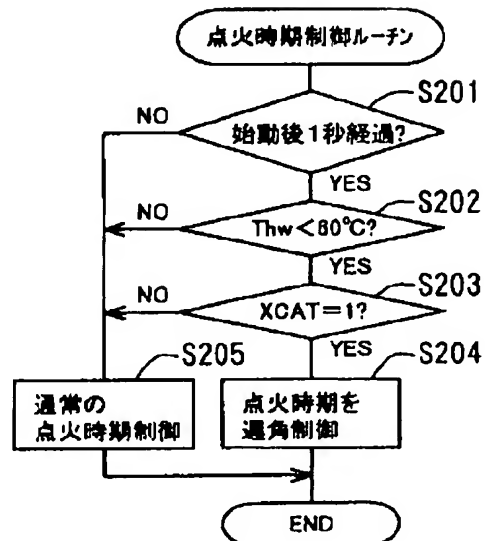 点火時期制御ルーチン
S201
始動後1秒経過?
NO
YES
S202
Thw<60℃?
NO
YES
S203
XCAT=1?
NO
YES
S205
通常の
点火時期制御
S204
点火時期を
遅角制御
END